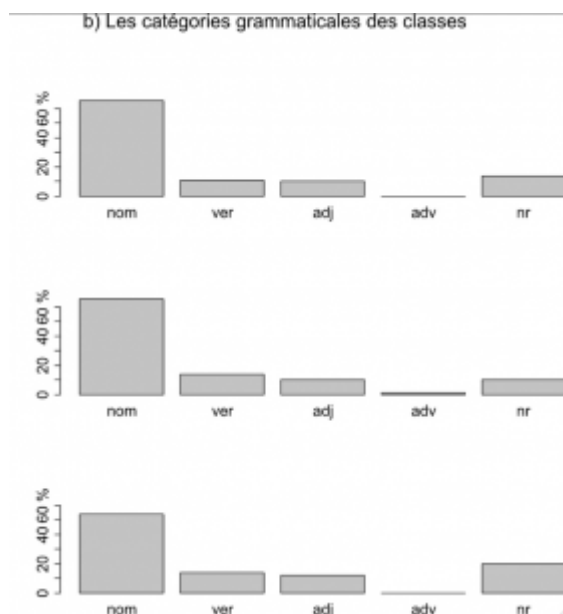 b) Les catégories grammaticales des classes
0 20 40 60 %
nom ver adj adv nr
0 20 40 60 %
nom ver adj adv nr
0 20 40 60 %
nom ver adj adv nr